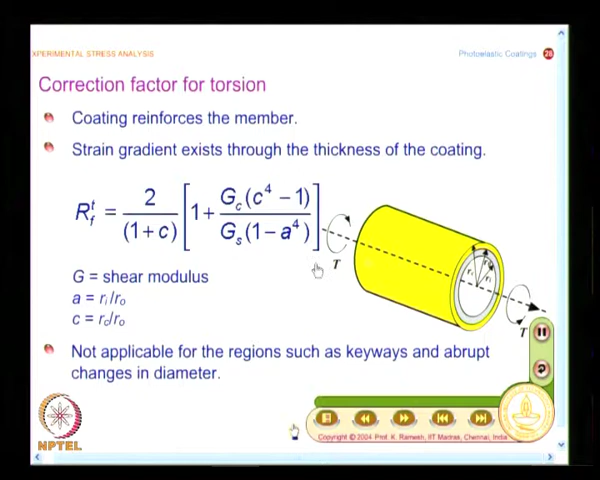 XPERIMENTAL STRESS ANALYSIS
Photoelastic Coatings 28
Correction factor for torsion
Coating reinforces the member.
Strain gradient exists through the thickness of the coating.
R_f^t = 2/(1+c) [1 + G_c(c^4 − 1)/G_s(1−a^4)]
T
G = shear modulus
a = r_i/r_o
c = r_c/r_o
T
Not applicable for the regions such as keyways and abrupt
changes in diameter.
NPTEL
Copyright © 2004 Prof. K. Ramesh, IIT Madras, Chennai, India